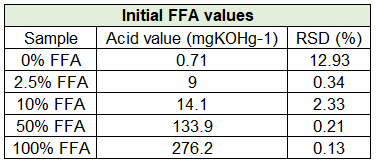 Initial FFA values
Sample Acid value (mgKOHg-1) RSD (%)
0% FFA 0.71 12.93
2.5% FFA 9 0.34
10% FFA 14.1 2.33
50% FFA 133.9 0.21
100% FFA 276.2 0.13